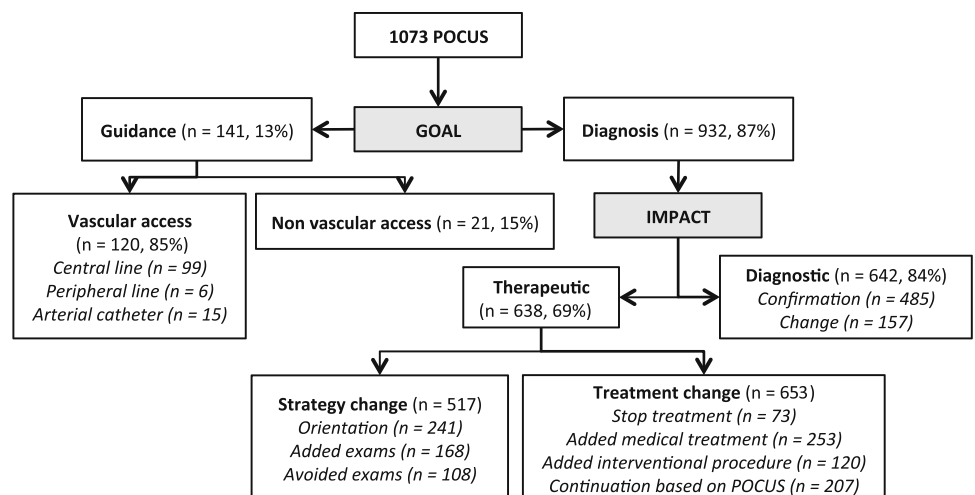 1073 POCUS
GOAL
Guidance (n = 141, 13%)
Diagnosis (n = 932, 87%)
Vascular access
(n = 120, 85%)
Central line (n = 99)
Peripheral line (n = 6)
Arterial catheter (n = 15)
Non vascular access (n = 21, 15%)
IMPACT
Therapeutic
(n = 638, 69%)
Diagnostic (n = 642, 84%)
Confirmation (n = 485)
Change (n = 157)
Strategy change (n = 517)
Orientation (n = 241)
Added exams (n = 168)
Avoided exams (n = 108)
Treatment change (n = 653)
Stop treatment (n = 73)
Added medical treatment (n = 253)
Added interventional procedure (n = 120)
Continuation based on POCUS (n = 207)